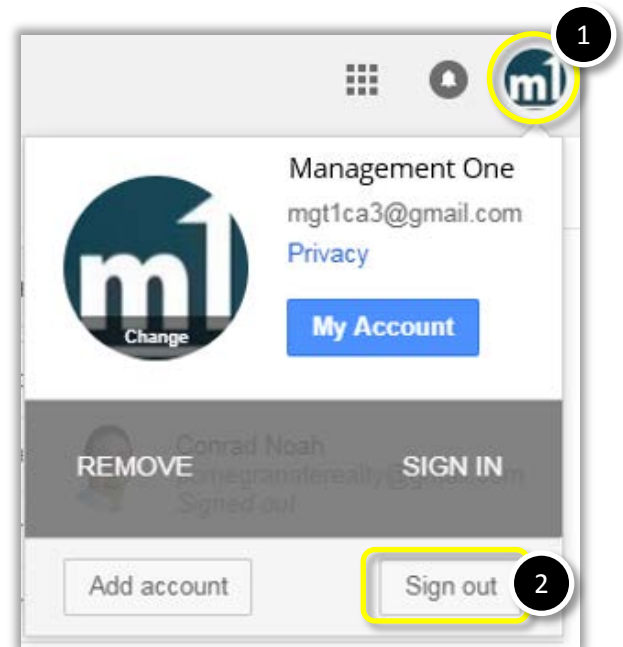 1
m1
Management One
mgt1ca3@gmail.com
Privacy
m1
Change
My Account
Conrad Noah
REMOVE
SIGN IN
Signed out
Add account
Sign out
2